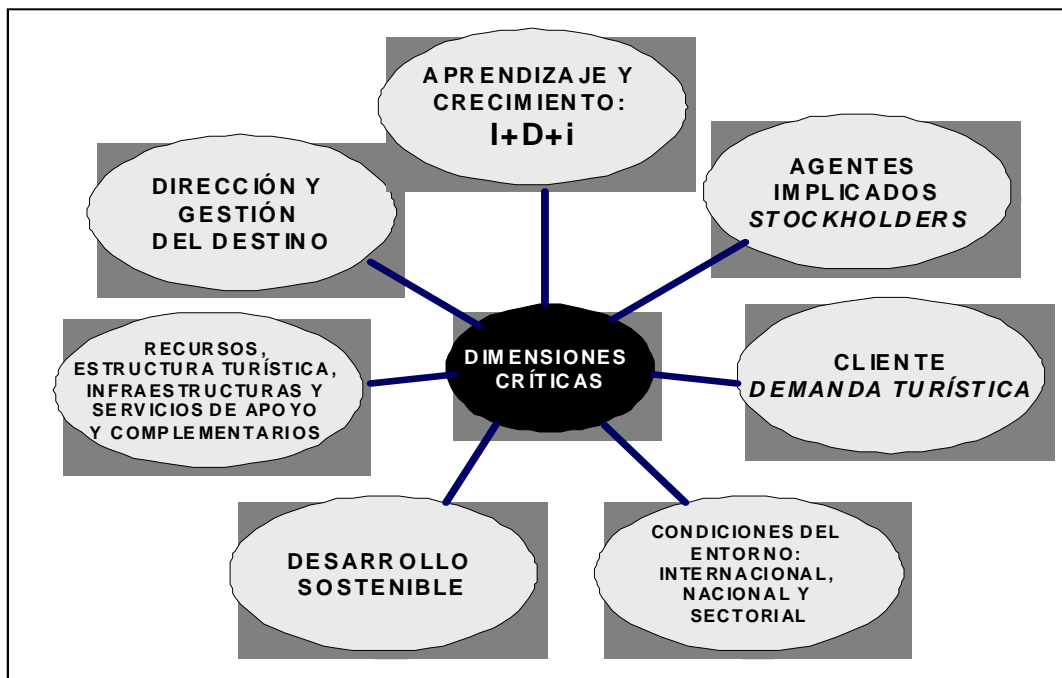 APRENDIZAJE Y
CRECIMIENTO:
I+D+i
AGENTES
IMPLICADOS
STOCKHOLDERS
DIRECCIÓN Y
GESTIÓN
DEL DESTINO
DIMENSIONES
CRÍTICAS
RECURSOS,
ESTRUCTURA TURÍSTICA,
INFRAESTRUCTURAS Y
SERVICIOS DE APOYO
Y COMPLEMENTARIOS
CLIENTE
DEMANDA TURÍSTICA
DESARROLLO
SOSTENIBLE
CONDICIONES DEL
ENTORNO:
INTERNACIONAL,
NACIONAL Y
SECTORIAL